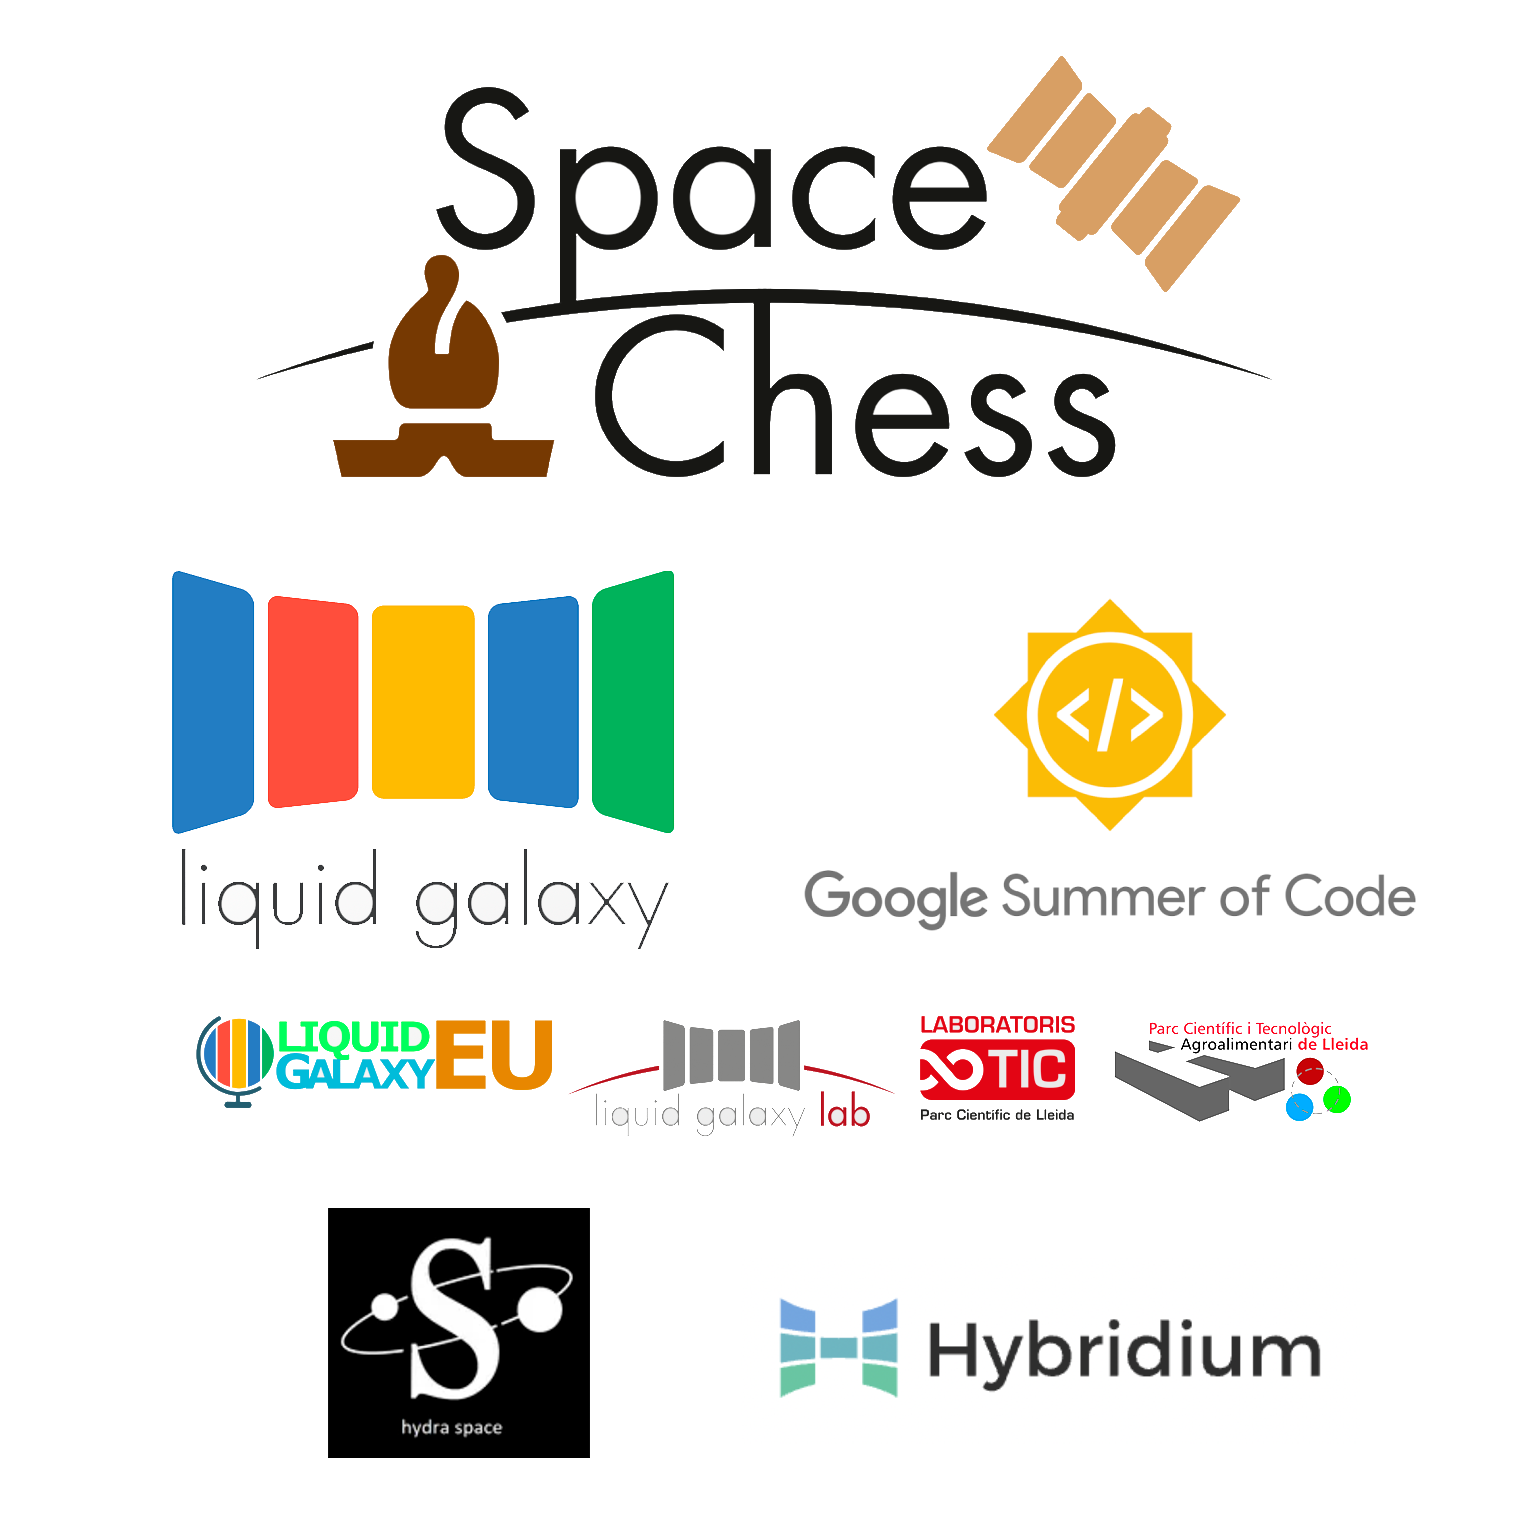 Space
Chess
liquid galaxy
</>
Google Summer of Code
LIQUID
GALAXY EU
liquid galaxy lab
LABORATORIS
TIC
Parc Científic de Lleida
Parc Científic i Tecnològic
Agroalimentari de Lleida
S
hydra space
Hybridium